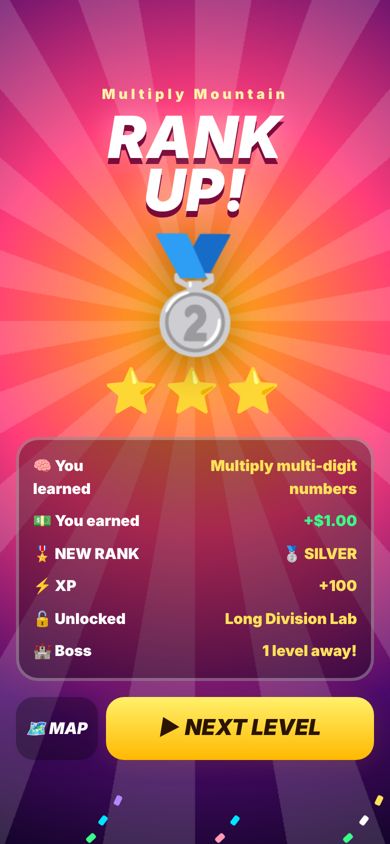 Multiply Mountain
RANK
UP!
2
🧠 You learned
Multiply multi-digit numbers
💵 You earned +$1.00
🎖️ NEW RANK 🥈 SILVER
⚡ XP +100
🔓 Unlocked Long Division Lab
🏰 Boss 1 level away!
🗺️ MAP ▶ NEXT LEVEL